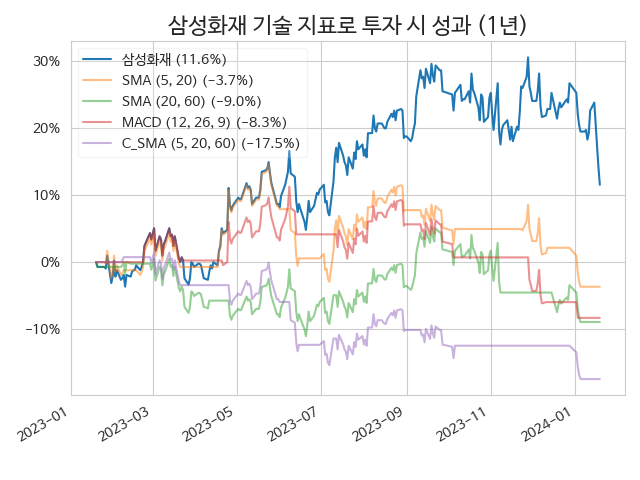 삼성화재 기술 지표로 투자 시 성과 (1년)
삼성화재 (11.6%)
SMA (5, 20) (−3.7%)
SMA (20, 60) (−9.0%)
MACD (12, 26, 9) (−8.3%)
C_SMA (5, 20, 60) (−17.5%)
30%
20%
10%
0%
−10%
2023−01
2023−03
2023−05
2023−07
2023−09
2023−11
2024−01